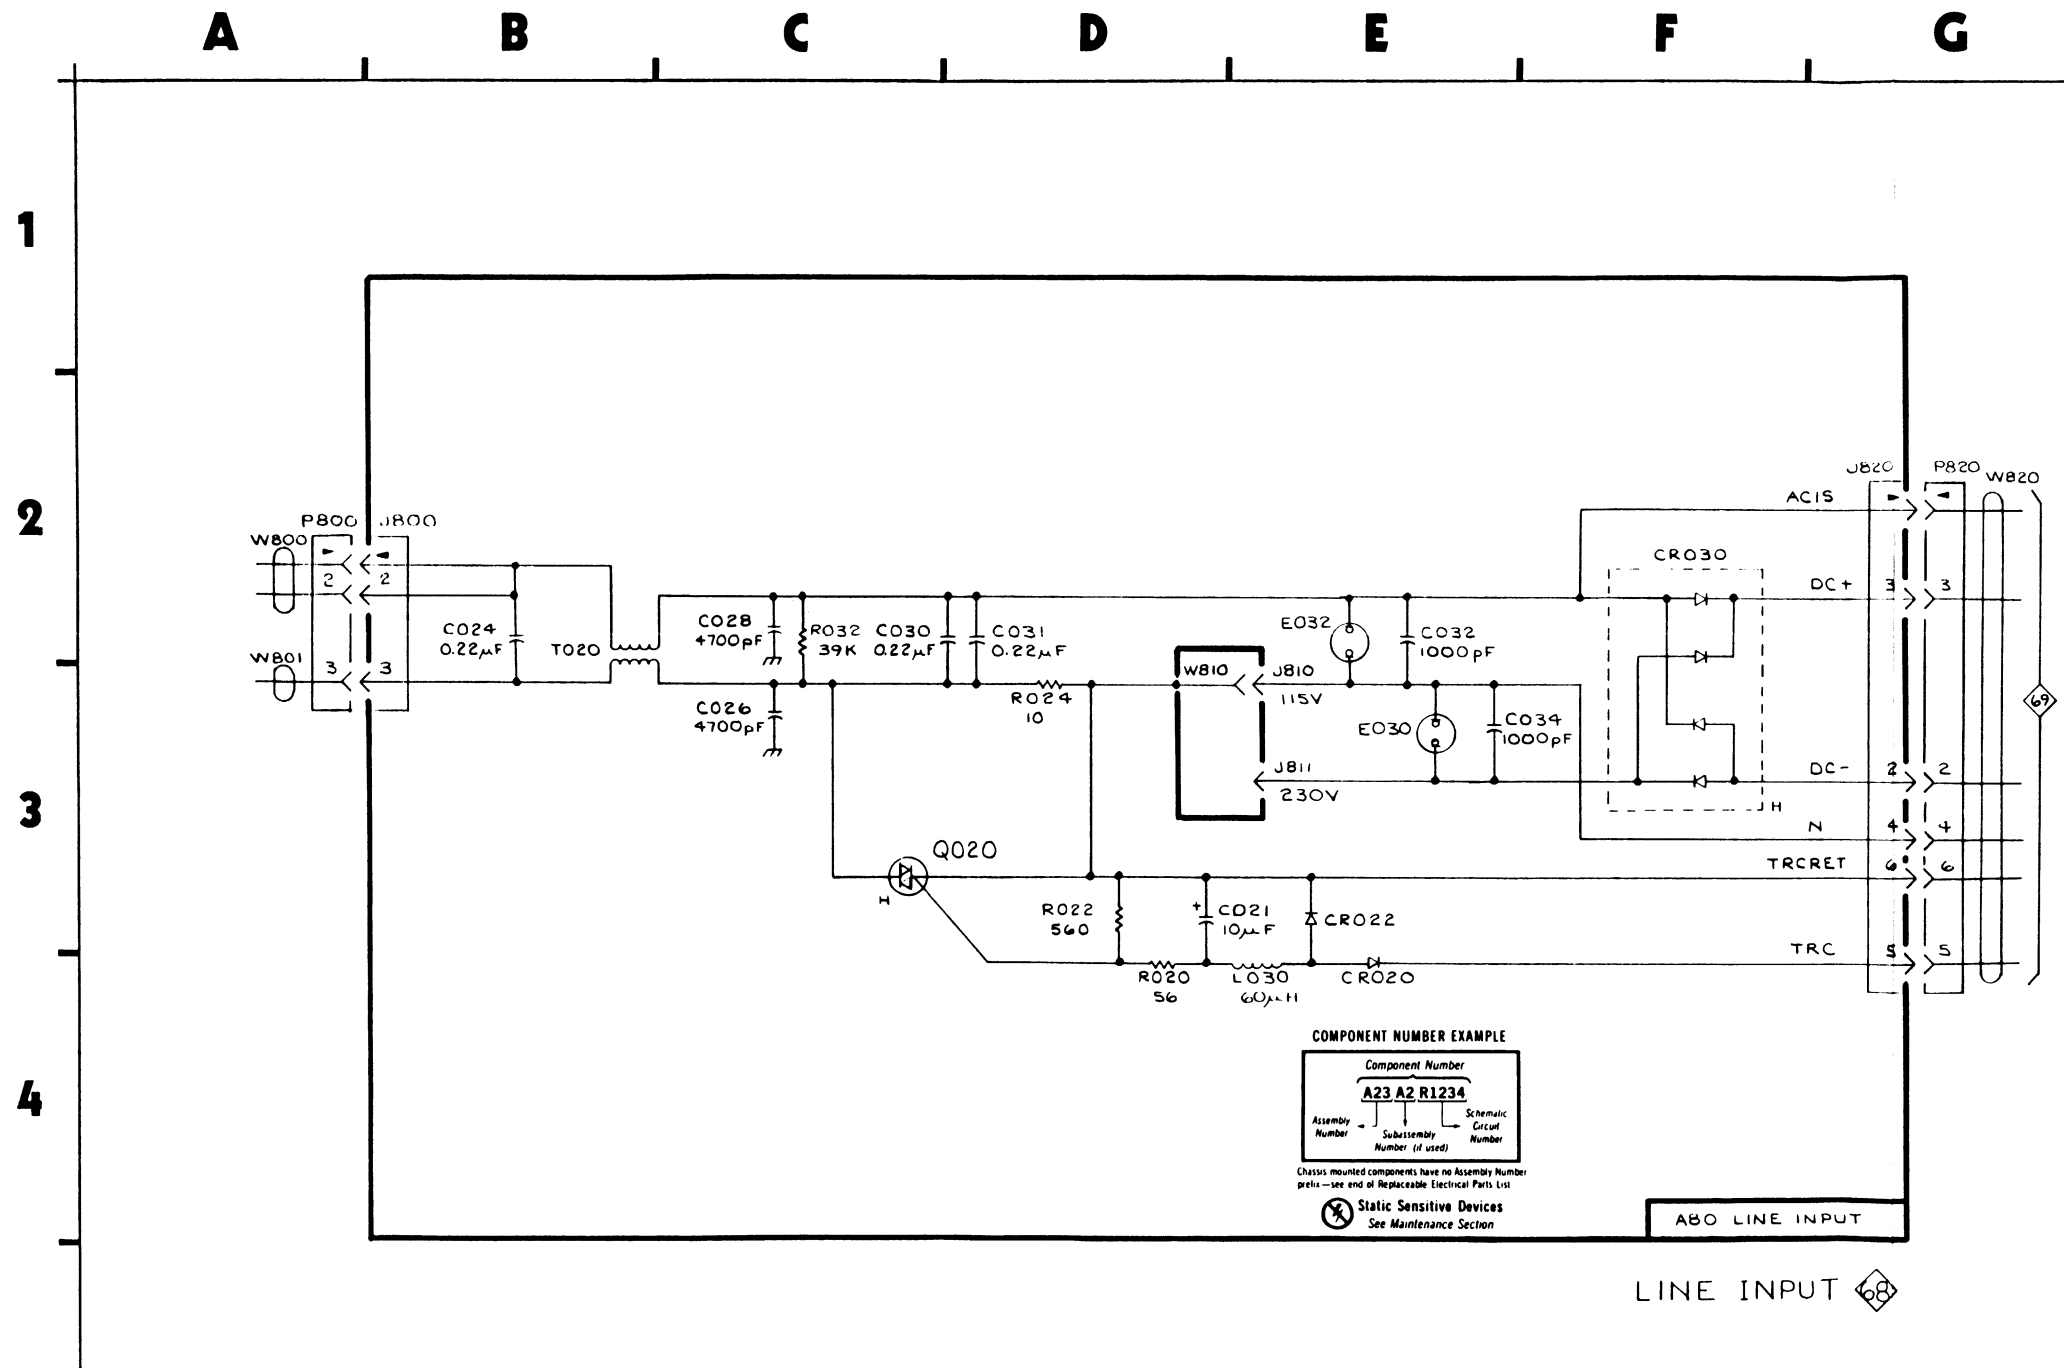 A B C D E F G
1
2
3
4
J820 P820 W820
ACIS
P800 J800
W800
2 2
CR030
DC+ 3 3
C024
0.22µF
T020
C028
4700pF
R032
39K
C030
0.22µF
C031
0.22µF
E032
C032
1000pF
W801
3 3
W810
J810
115V
R024
10
C026
4700pF
E030
C034
1000pF
69
J811
230V
DC- 2 2
H
N 4 4
Q020
H
TRCRET 6 6
R022
560
+
C021
10µF
CR022
TRC 5 5
R020
56
L030
60µH
CR020
COMPONENT NUMBER EXAMPLE
Component Number
A23 A2 R1234
Assembly
Number
Subassembly
Number (if used)
Schematic
Circuit
Number
Chassis mounted components have no Assembly Number
prefix—see end of Replaceable Electrical Parts List
Static Sensitive Devices
See Maintenance Section
A80 LINE INPUT
LINE INPUT 68